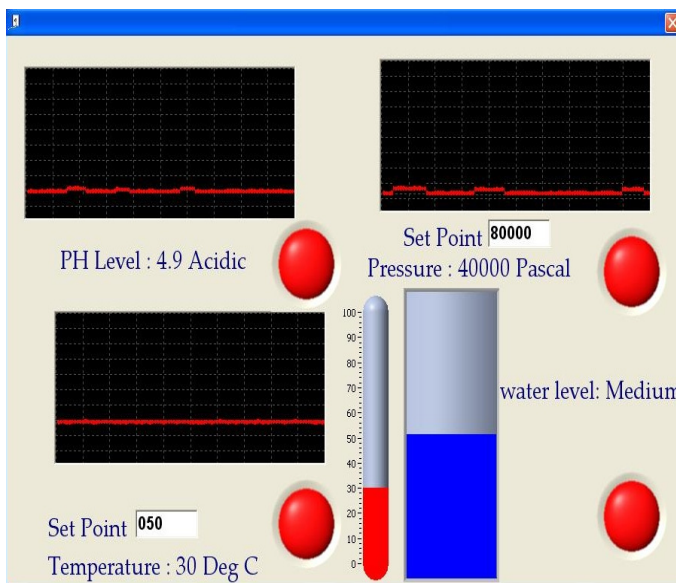 Set Point 80000
PH Level : 4.9 Acidic
Pressure : 40000 Pascal
100
90
80
70
60
50
40
30
20
10
0
water level: Medium
Set Point 050
Temperature : 30 Deg C